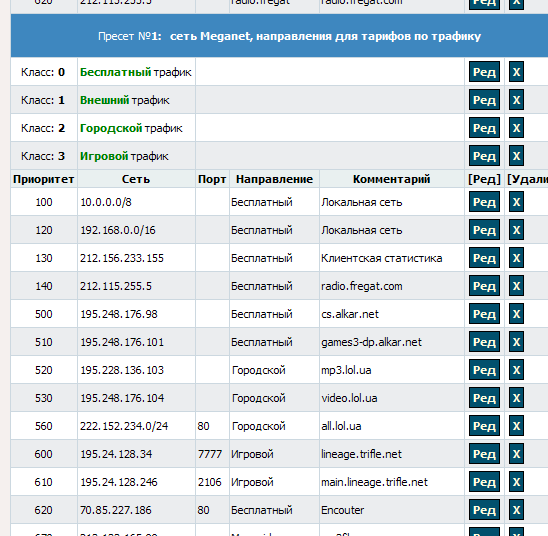 620 212.115.255.5 radio.fregat radio.fregat.com Ред X
Пресет №1: сеть Meganet, направления для тарифов по трафику
Класс: 0 Бесплатный трафик Ред X
Класс: 1 Внешний трафик Ред X
Класс: 2 Городской трафик Ред X
Класс: 3 Игровой трафик Ред X
Приоритет Сеть Порт Направление Комментарий [Ред] [Удали
100 10.0.0.0/8 Бесплатный Локальная сеть Ред X
120 192.168.0.0/16 Бесплатный Локальная сеть Ред X
130 212.156.233.155 Бесплатный Клиентская статистика Ред X
140 212.115.255.5 Бесплатный radio.fregat.com Ред X
500 195.248.176.98 Бесплатный cs.alkar.net Ред X
510 195.248.176.101 Бесплатный games3-dp.alkar.net Ред X
520 195.228.136.103 Городской mp3.lol.ua Ред X
530 195.248.176.104 Городской video.lol.ua Ред X
560 222.152.234.0/24 80 Городской all.lol.ua Ред X
600 195.24.128.34 7777 Игровой lineage.trifle.net Ред X
610 195.24.128.246 2106 Игровой main.lineage.trifle.net Ред X
620 70.85.227.186 80 Бесплатный Encouter Ред X